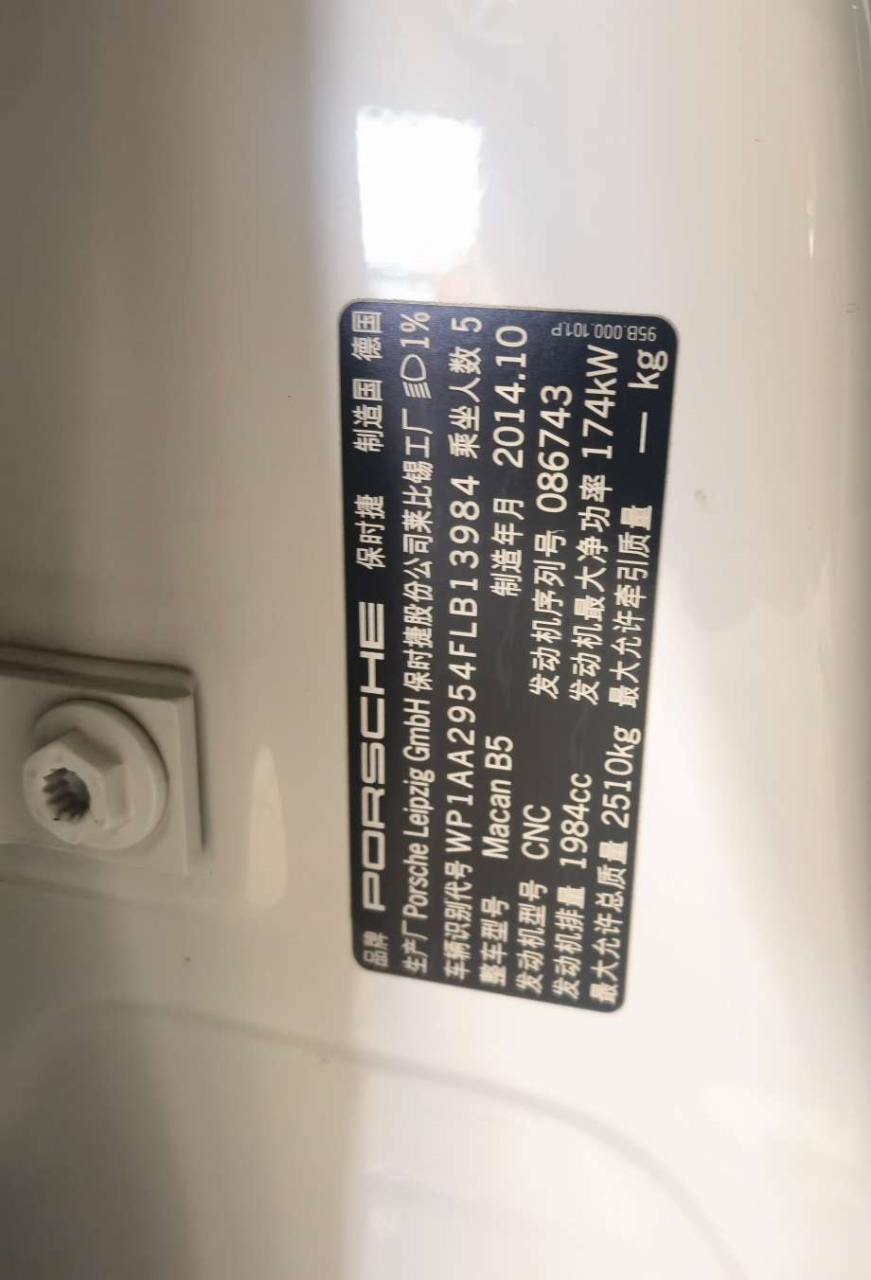 品牌 PORSCHE 保时捷 制造国 德国
生产厂 Porsche Leipzig GmbH 保时捷股份公司莱比锡工厂 1%
车辆识别代号 WP1AA2954FLB13984 乘坐人数 5
整车型号 Macan B5 制造年月 2014.10
发动机型号 CNC 发动机序列号 086743
发动机排量 1984cc 发动机最大净功率 174kW
最大允许总质量 2510kg 最大允许牵引质量 — kg
95B.000.101.P